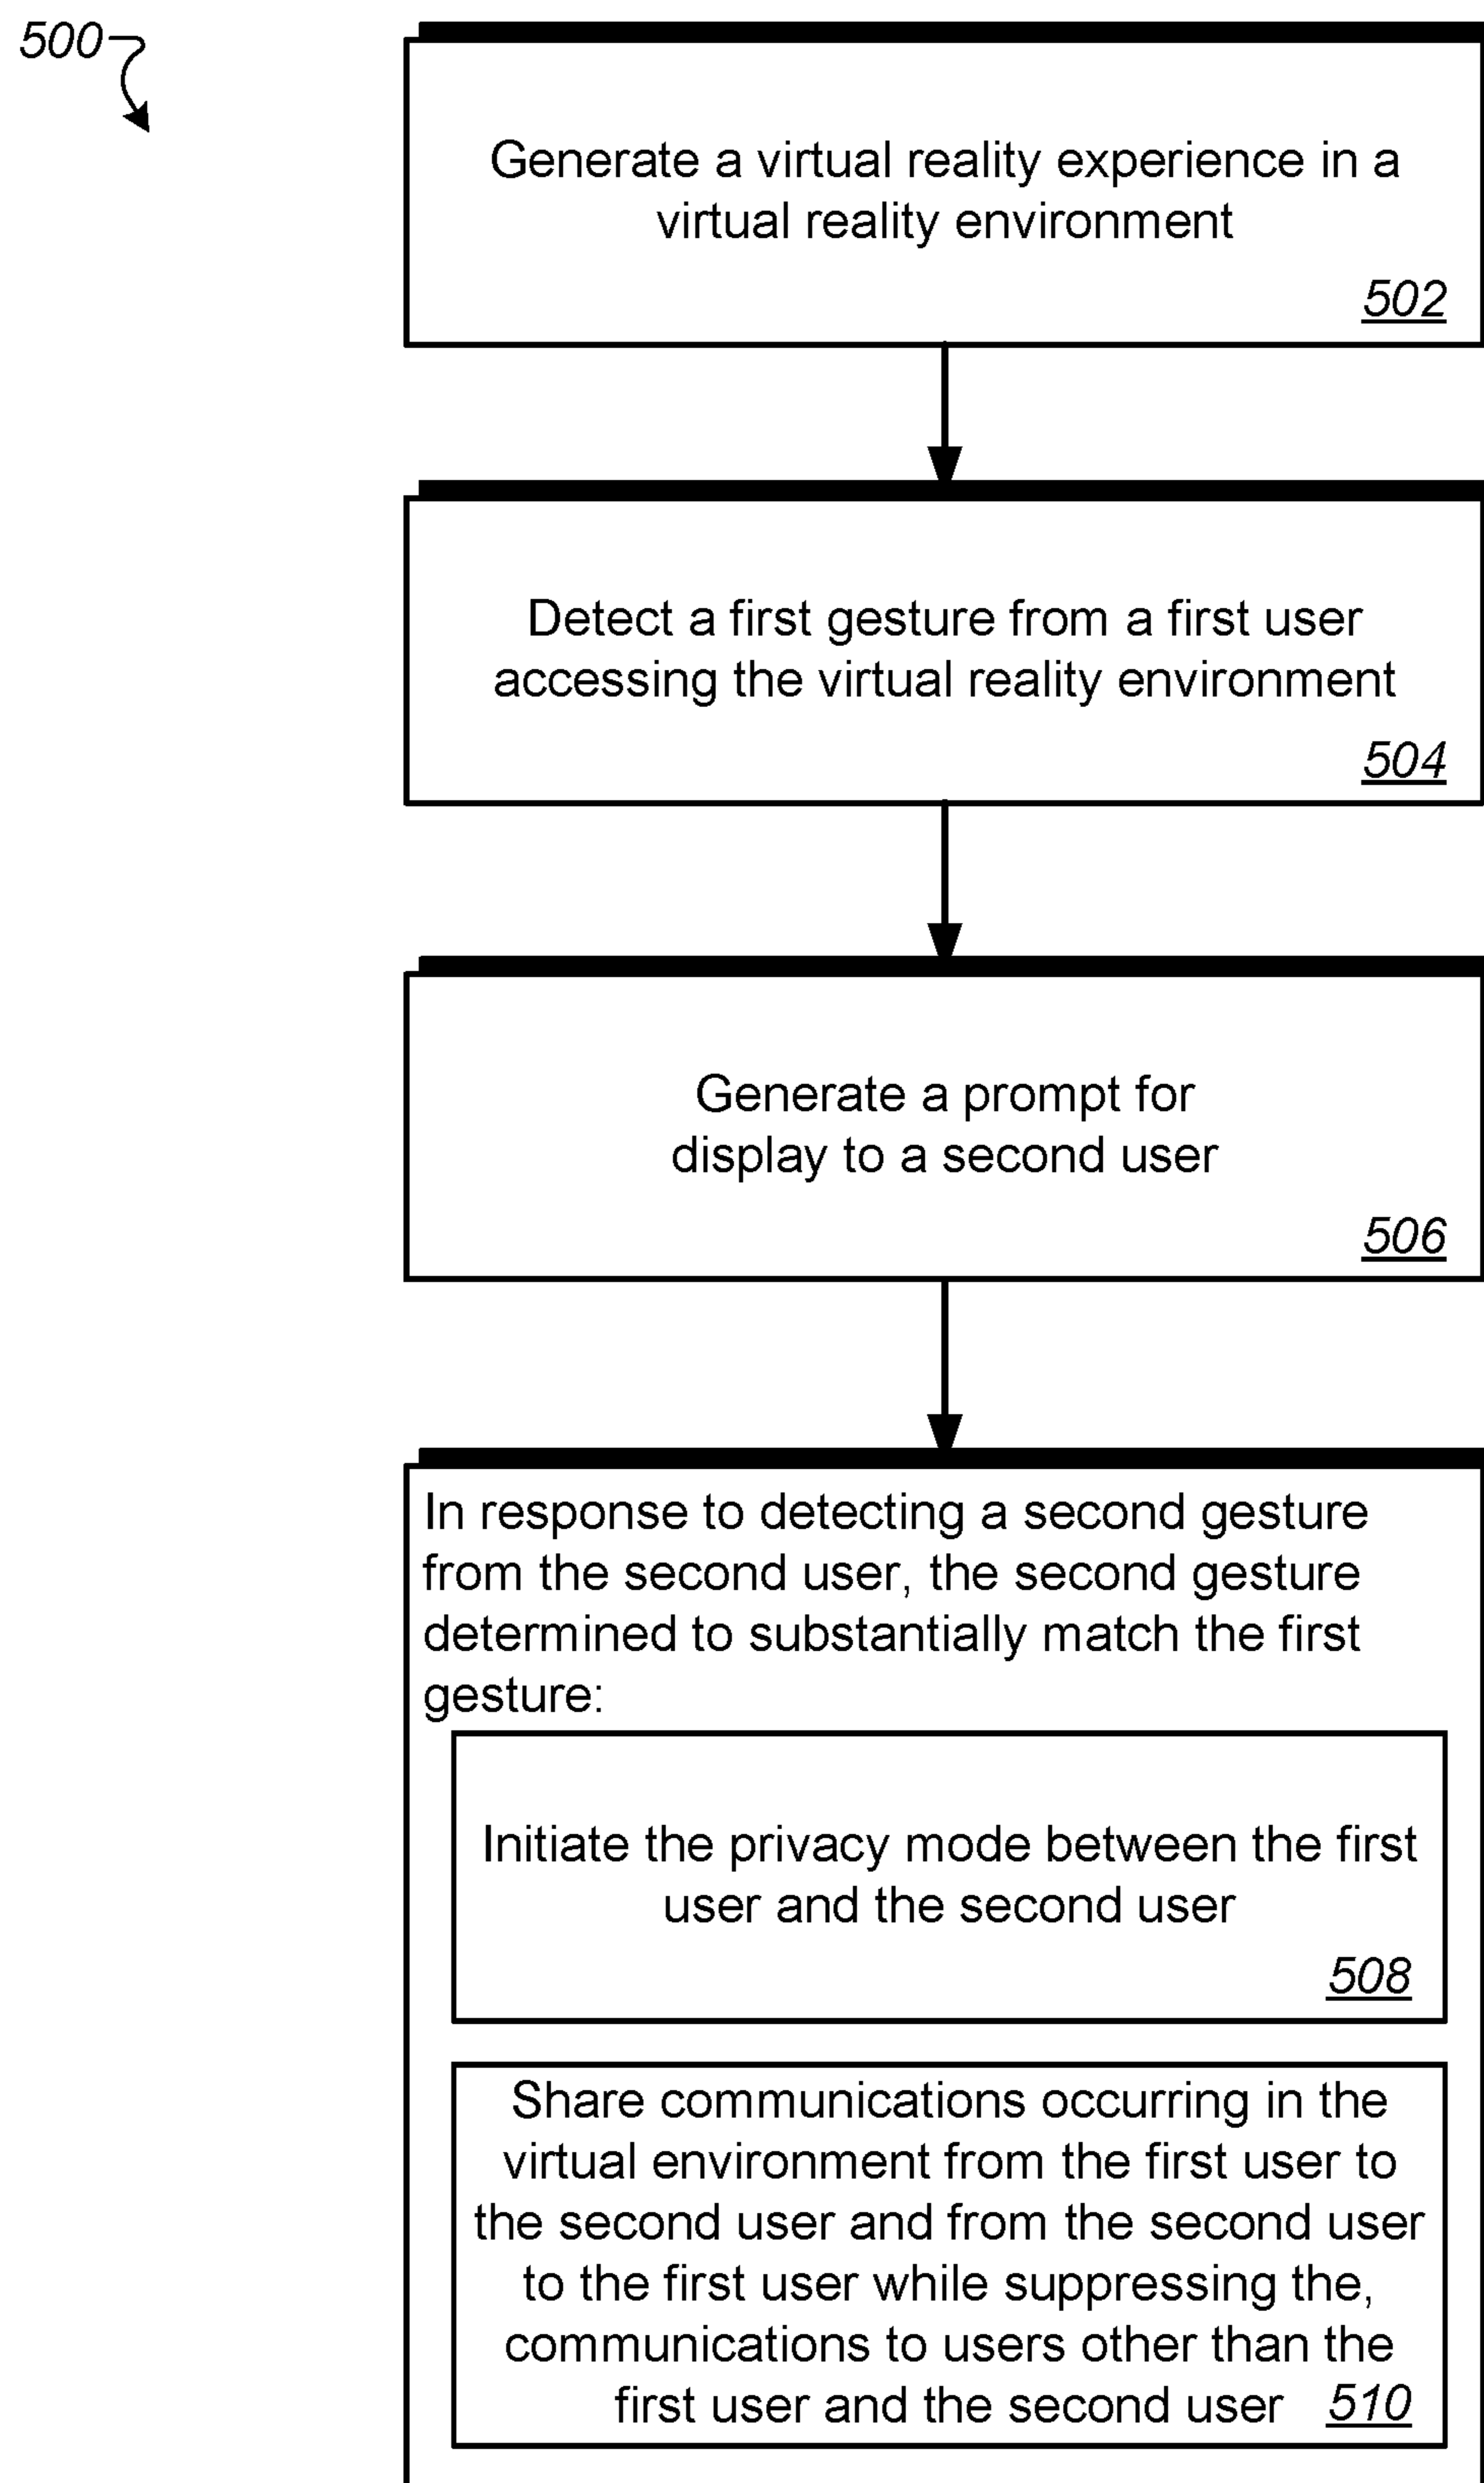 500
Generate a virtual reality experience in a
virtual reality environment
502
Detect a first gesture from a first user
accessing the virtual reality environment
504
Generate a prompt for
display to a second user
506
In response to detecting a second gesture
from the second user, the second gesture
determined to substantially match the first
gesture:
Initiate the privacy mode between the first
user and the second user
508
Share communications occurring in the
virtual environment from the first user to
the second user and from the second user
to the first user while suppressing the,
communications to users other than the
first user and the second user 510